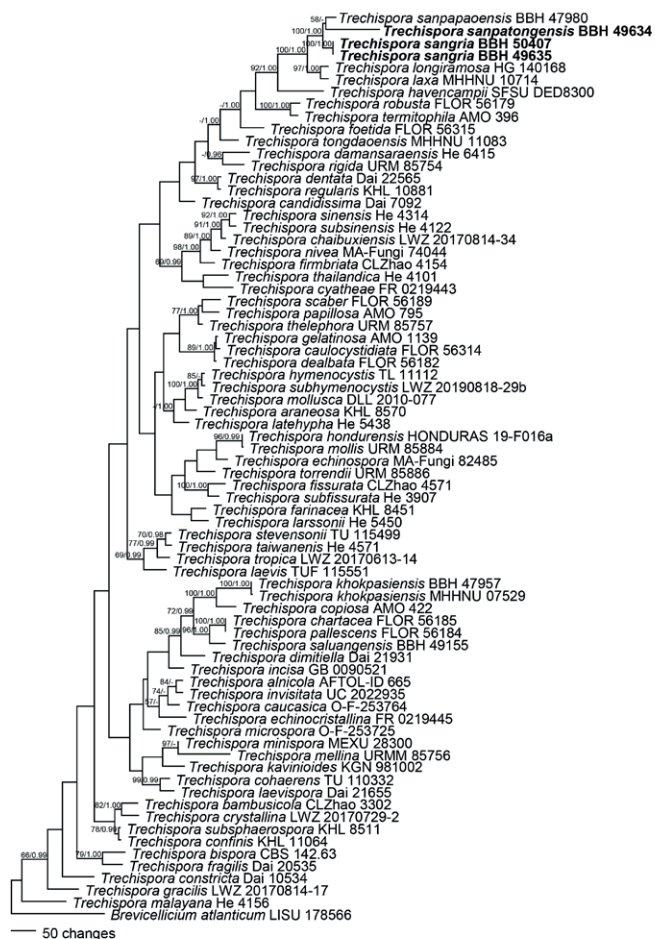 58/-
Trechispora sanpapaoensis BBH 47980
100/1.00
Trechispora sanpatongensis BBH 49634
100/1.00
Trechispora sangria BBH 50407
100/1.00
Trechispora sangria BBH 49635
92/1.00
Trechispora longiramosa HG 140168
97/1.00
Trechispora laxa MHHNU 10714
Trechispora havencampii SFSU DED8300
-/1.00
Trechispora robusta FLOR 56179
100/1.00
Trechispora termitophila AMO 396
-/1.00
Trechispora foetida FLOR 56315
Trechispora tongdaoensis MHHNU 11083
-/0.96
Trechispora damansaraensis He 6415
Trechispora rigida URM 85754
97/1.00
Trechispora dentata Dai 22565
Trechispora regularis KHL 10881
Trechispora candidissima Dai 7092
92/1.00
Trechispora sinensis He 4314
91/1.00
Trechispora subsinensis He 4122
89/1.00
Trechispora chaibuxiensis LWZ 20170814-34
98/1.00
Trechispora nivea MA-Fungi 74044
69/0.99
Trechispora firmbriata CLZhao 4154
Trechispora thailandica He 4101
Trechispora cyatheae FR 0219443
Trechispora scaber FLOR 56189
77/1.00
Trechispora papillosa AMO 795
Trechispora thelephora URM 85757
Trechispora gelatinosa AMO 1139
89/1.00
Trechispora caulocystidiata FLOR 56314
Trechispora dealbata FLOR 56182
85/-
Trechispora hymenocystis TL 11112
100/1.00
Trechispora subhymenocystis LWZ 20190818-29b
Trechispora mollusca DLL 2010-077
-/1.00
Trechispora araneosa KHL 8570
Trechispora latehypha He 5438
96/0.99
Trechispora hondurensis HONDURAS 19-F016a
Trechispora mollis URM 85884
Trechispora echinospora MA-Fungi 82485
Trechispora torrendii URM 85886
100/1.00
Trechispora fissurata CLZhao 4571
Trechispora subfissurata He 3907
Trechispora farinacea KHL 8451
Trechispora larssonii He 5450
70/0.98
Trechispora stevensonii TU 115499
77/0.99
Trechispora taiwanenis He 4571
69/0.99
Trechispora tropica LWZ 20170613-14
Trechispora laevis TUF 115551
100/1.00
Trechispora khokpasiensis BBH 47957
100/1.00
Trechispora khokpasiensis MHHNU 07529
72/0.99
Trechispora copiosa AMO 422
100/1.00
Trechispora chartacea FLOR 56185
85/0.99
96/1.00
Trechispora pallescens FLOR 56184
Trechispora saluangensis BBH 49155
Trechispora dimitiella Dai 21931
Trechispora incisa GB 0090521
84/-
Trechispora alnicola AFTOL-ID 665
74/-
Trechispora invisitata UC 2022935
57/-
Trechispora caucasica O-F-253764
Trechispora echinocristallina FR 0219445
Trechispora microspora O-F-253725
97/-
Trechispora minispora MEXU 28300
Trechispora mellina URMM 85756
Trechispora kavinioides KGN 981002
99/0.99
Trechispora cohaerens TU 110332
Trechispora laevispora Dai 21655
82/1.00
Trechispora bambusicola CLZhao 3302
Trechispora crystallina LWZ 20170729-2
78/0.99
Trechispora subsphaerospora KHL 8511
Trechispora confinis KHL 11064
79/1.00
Trechispora bispora CBS 142.63
66/0.99
Trechispora fragilis Dai 20535
Trechispora constricta Dai 10534
Trechispora gracilis LWZ 20170814-17
Trechispora malayana He 4156
Brevicellicium atlanticum LISU 178566
50 changes